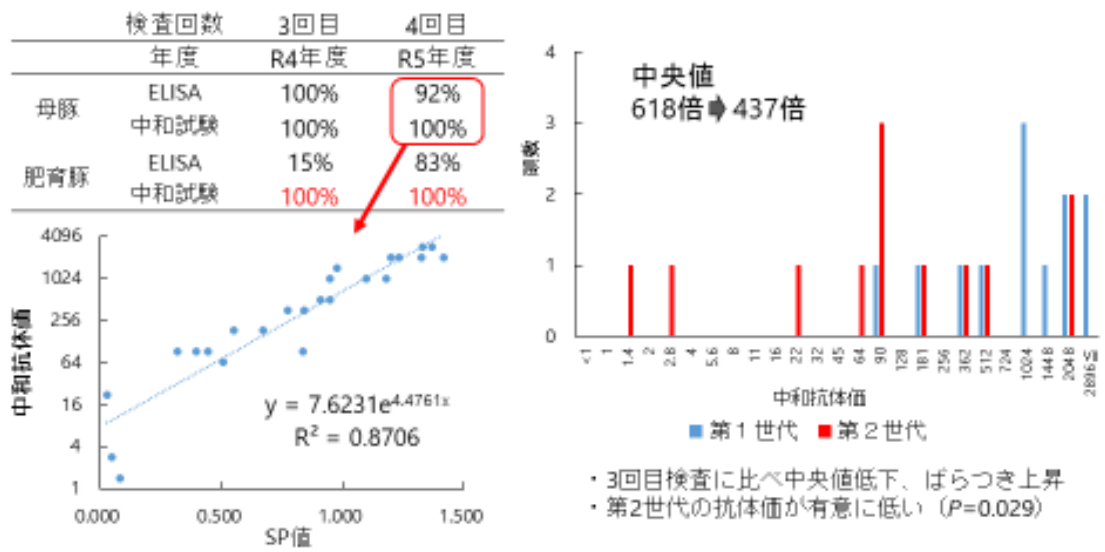 検査回数 3回目 4回目
年度 R4年度 R5年度
母豚 ELISA 100% 92%
中和試験 100% 100%
肥育豚 ELISA 15% 83%
中和試験 100% 100%
4096
1024
256
64
16
4
1
中和抗体価
y = 7.6231e^4.4761x
R² = 0.8706
0.000 0.500 1.000 1.500
SP値
中央値
618倍➡437倍
4
3
2
1
0
頭数
<1 1 1.4 2 2.8 4 5.6 8 11 16 22 32 45 64 90 128 181 256 362 512 724 1024 1448 2048 2896≦
中和抗体価
■第1世代 ■第2世代
・3回目検査に比べ中央値低下、ばらつき上昇
・第2世代の抗体価が有意に低い（P=0.029）